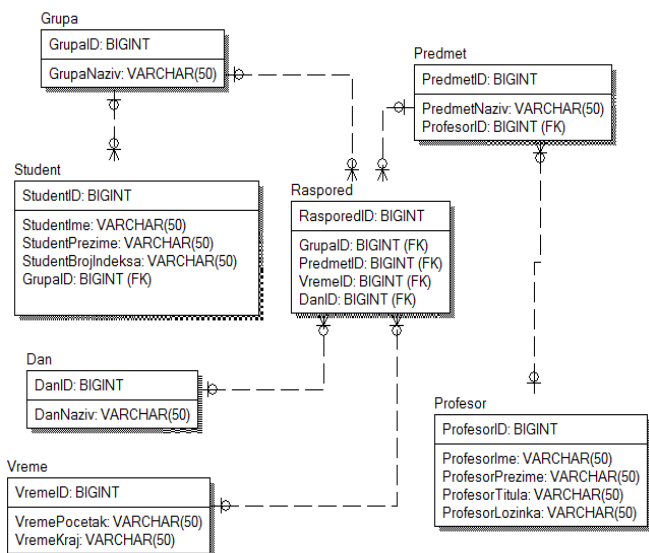 Grupa
GrupaID: BIGINT
GrupaNaziv: VARCHAR(50)
Predmet
PredmetID: BIGINT
PredmetNaziv: VARCHAR(50)
ProfesorID: BIGINT (FK)
Student
StudentID: BIGINT
StudentIme: VARCHAR(50)
StudentPrezime: VARCHAR(50)
StudentBrojIndeksa: VARCHAR(50)
GrupaID: BIGINT (FK)
Raspored
RasporedID: BIGINT
GrupaID: BIGINT (FK)
PredmetID: BIGINT (FK)
VremeID: BIGINT (FK)
DanID: BIGINT (FK)
Dan
DanID: BIGINT
DanNaziv: VARCHAR(50)
Profesor
ProfesorID: BIGINT
ProfesorIme: VARCHAR(50)
ProfesorPrezime: VARCHAR(50)
ProfesorTitula: VARCHAR(50)
ProfesorLozinka: VARCHAR(50)
Vreme
VremeID: BIGINT
VremePocetak: VARCHAR(50)
VremeKraj: VARCHAR(50)